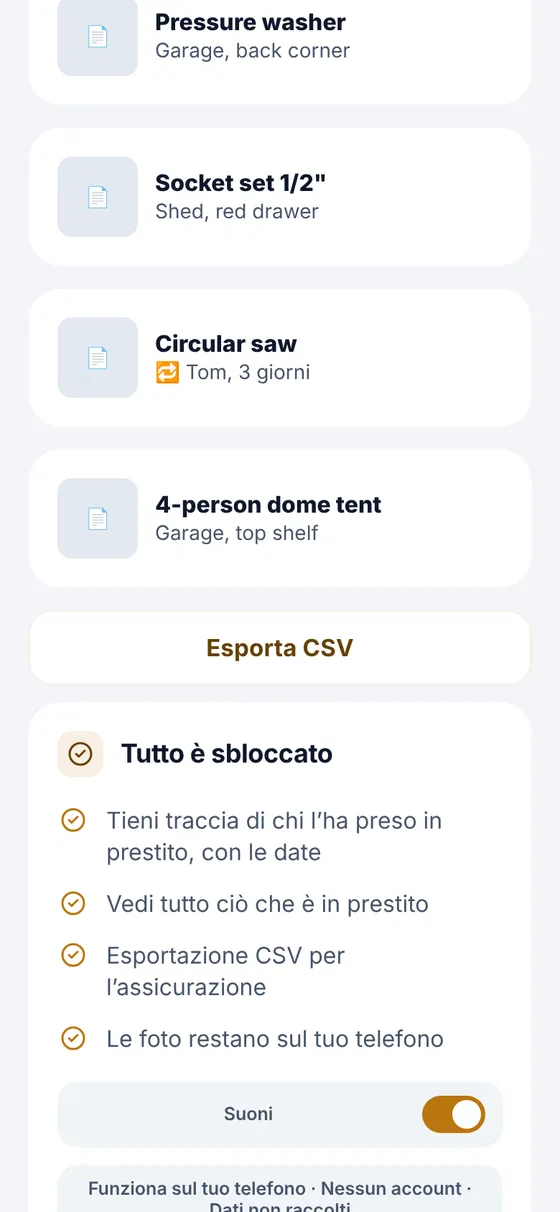 Pressure washer
Garage, back corner
Socket set 1/2"
Shed, red drawer
Circular saw
🔁 Tom, 3 giorni
4-person dome tent
Garage, top shelf
Esporta CSV
Tutto è sbloccato
Tieni traccia di chi l’ha preso in
prestito, con le date
Vedi tutto ciò che è in prestito
Esportazione CSV per
l’assicurazione
Le foto restano sul tuo telefono
Suoni
Funziona sul tuo telefono · Nessun account ·
Dati non raccolti